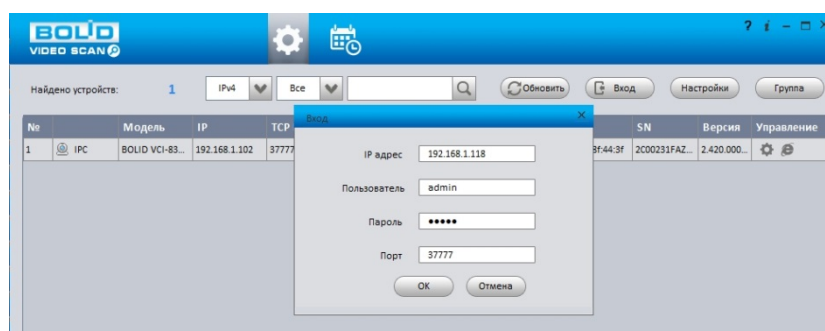 BOLID
VIDEO SCAN
? i
Найдено устройств: 1 IPv4 Все Обновить Вход Настройки Группа
№ Модель IP TCP SN Версия Управление
1 IPC BOLID VCI-83... 192.168.1.102 37777 3f:44:3f 2C00231FAZ... 2.420.000...
Вход
IP адрес 192.168.1.118
Пользователь admin
Пароль •••••
Порт 37777
OK Отмена